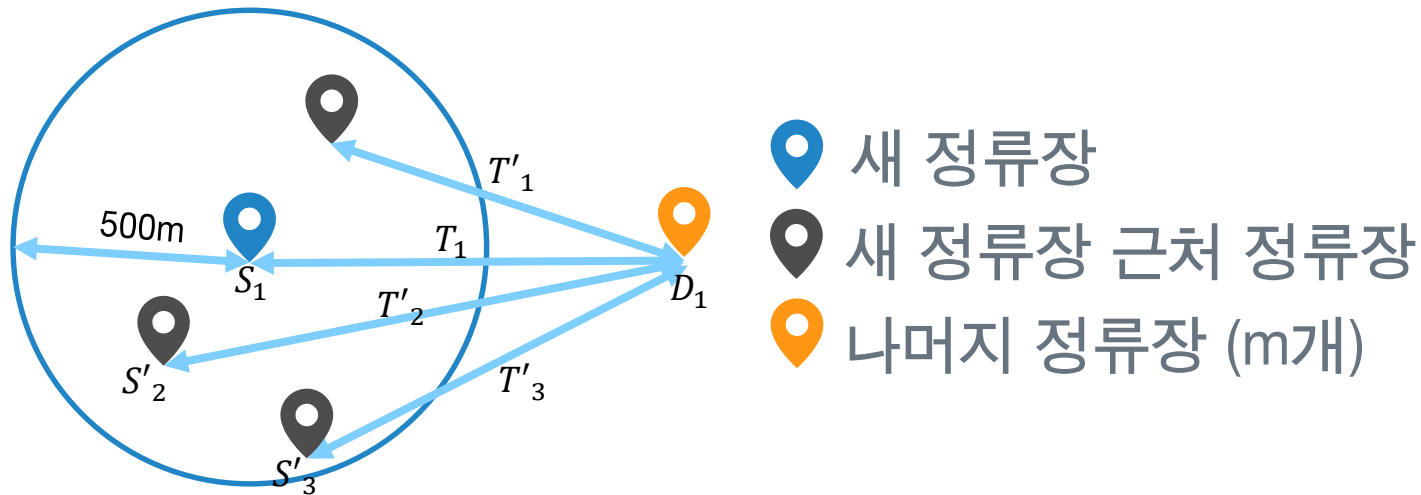 T′₁
500m
T₁
S₁
D₁
T′₂
S′₂
T′₃
S′₃
새 정류장
새 정류장 근처 정류장
나머지 정류장 (m개)